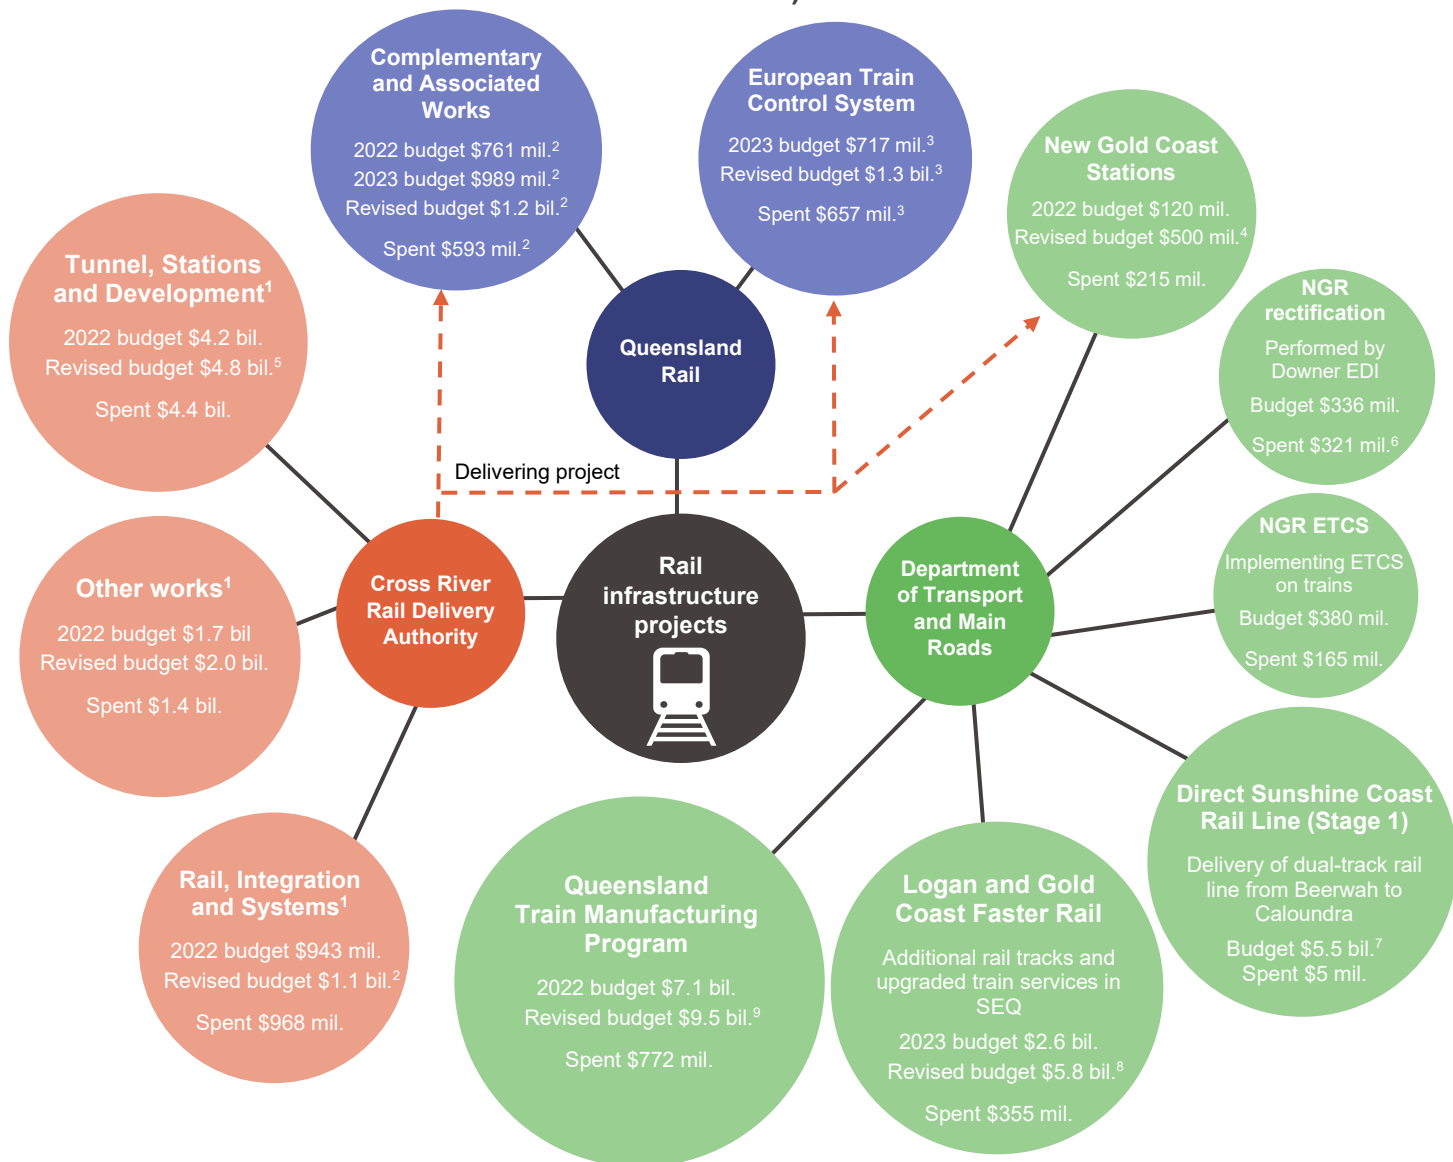 Complementary
and Associated
Works
2022 budget $761 mil.²
2023 budget $989 mil.²
Revised budget $1.2 bil.²
Spent $593 mil.²
European Train
Control System
2023 budget $717 mil.³
Revised budget $1.3 bil.³
Spent $657 mil.³
New Gold Coast
Stations
2022 budget $120 mil.
Revised budget $500 mil.⁴
Spent $215 mil.
Tunnel, Stations
and Development¹
2022 budget $4.2 bil.
Revised budget $4.8 bil.⁵
Spent $4.4 bil.
Queensland
Rail
NGR
rectification
Performed by
Downer EDI
Budget $336 mil.
Spent $321 mil.⁶
Delivering project
NGR ETCS
Implementing ETCS
on trains
Budget $380 mil.
Spent $165 mil.
Other works¹
2022 budget $1.7 bil
Revised budget $2.0 bil.
Spent $1.4 bil.
Cross River
Rail Delivery
Authority
Rail
infrastructure
projects
Department
of Transport
and Main
Roads
Direct Sunshine Coast
Rail Line (Stage 1)
Delivery of dual-track rail
line from Beerwah to
Caloundra
Budget $5.5 bil.⁷
Spent $5 mil.
Rail, Integration
and Systems¹
2022 budget $943 mil.
Revised budget $1.1 bil.²
Spent $968 mil.
Queensland
Train Manufacturing
Program
2022 budget $7.1 bil.
Revised budget $9.5 bil.⁹
Spent $772 mil.
Logan and Gold
Coast Faster Rail
Additional rail tracks and
upgraded train services in
SEQ
2023 budget $2.6 bil.
Revised budget $5.8 bil.⁸
Spent $355 mil.